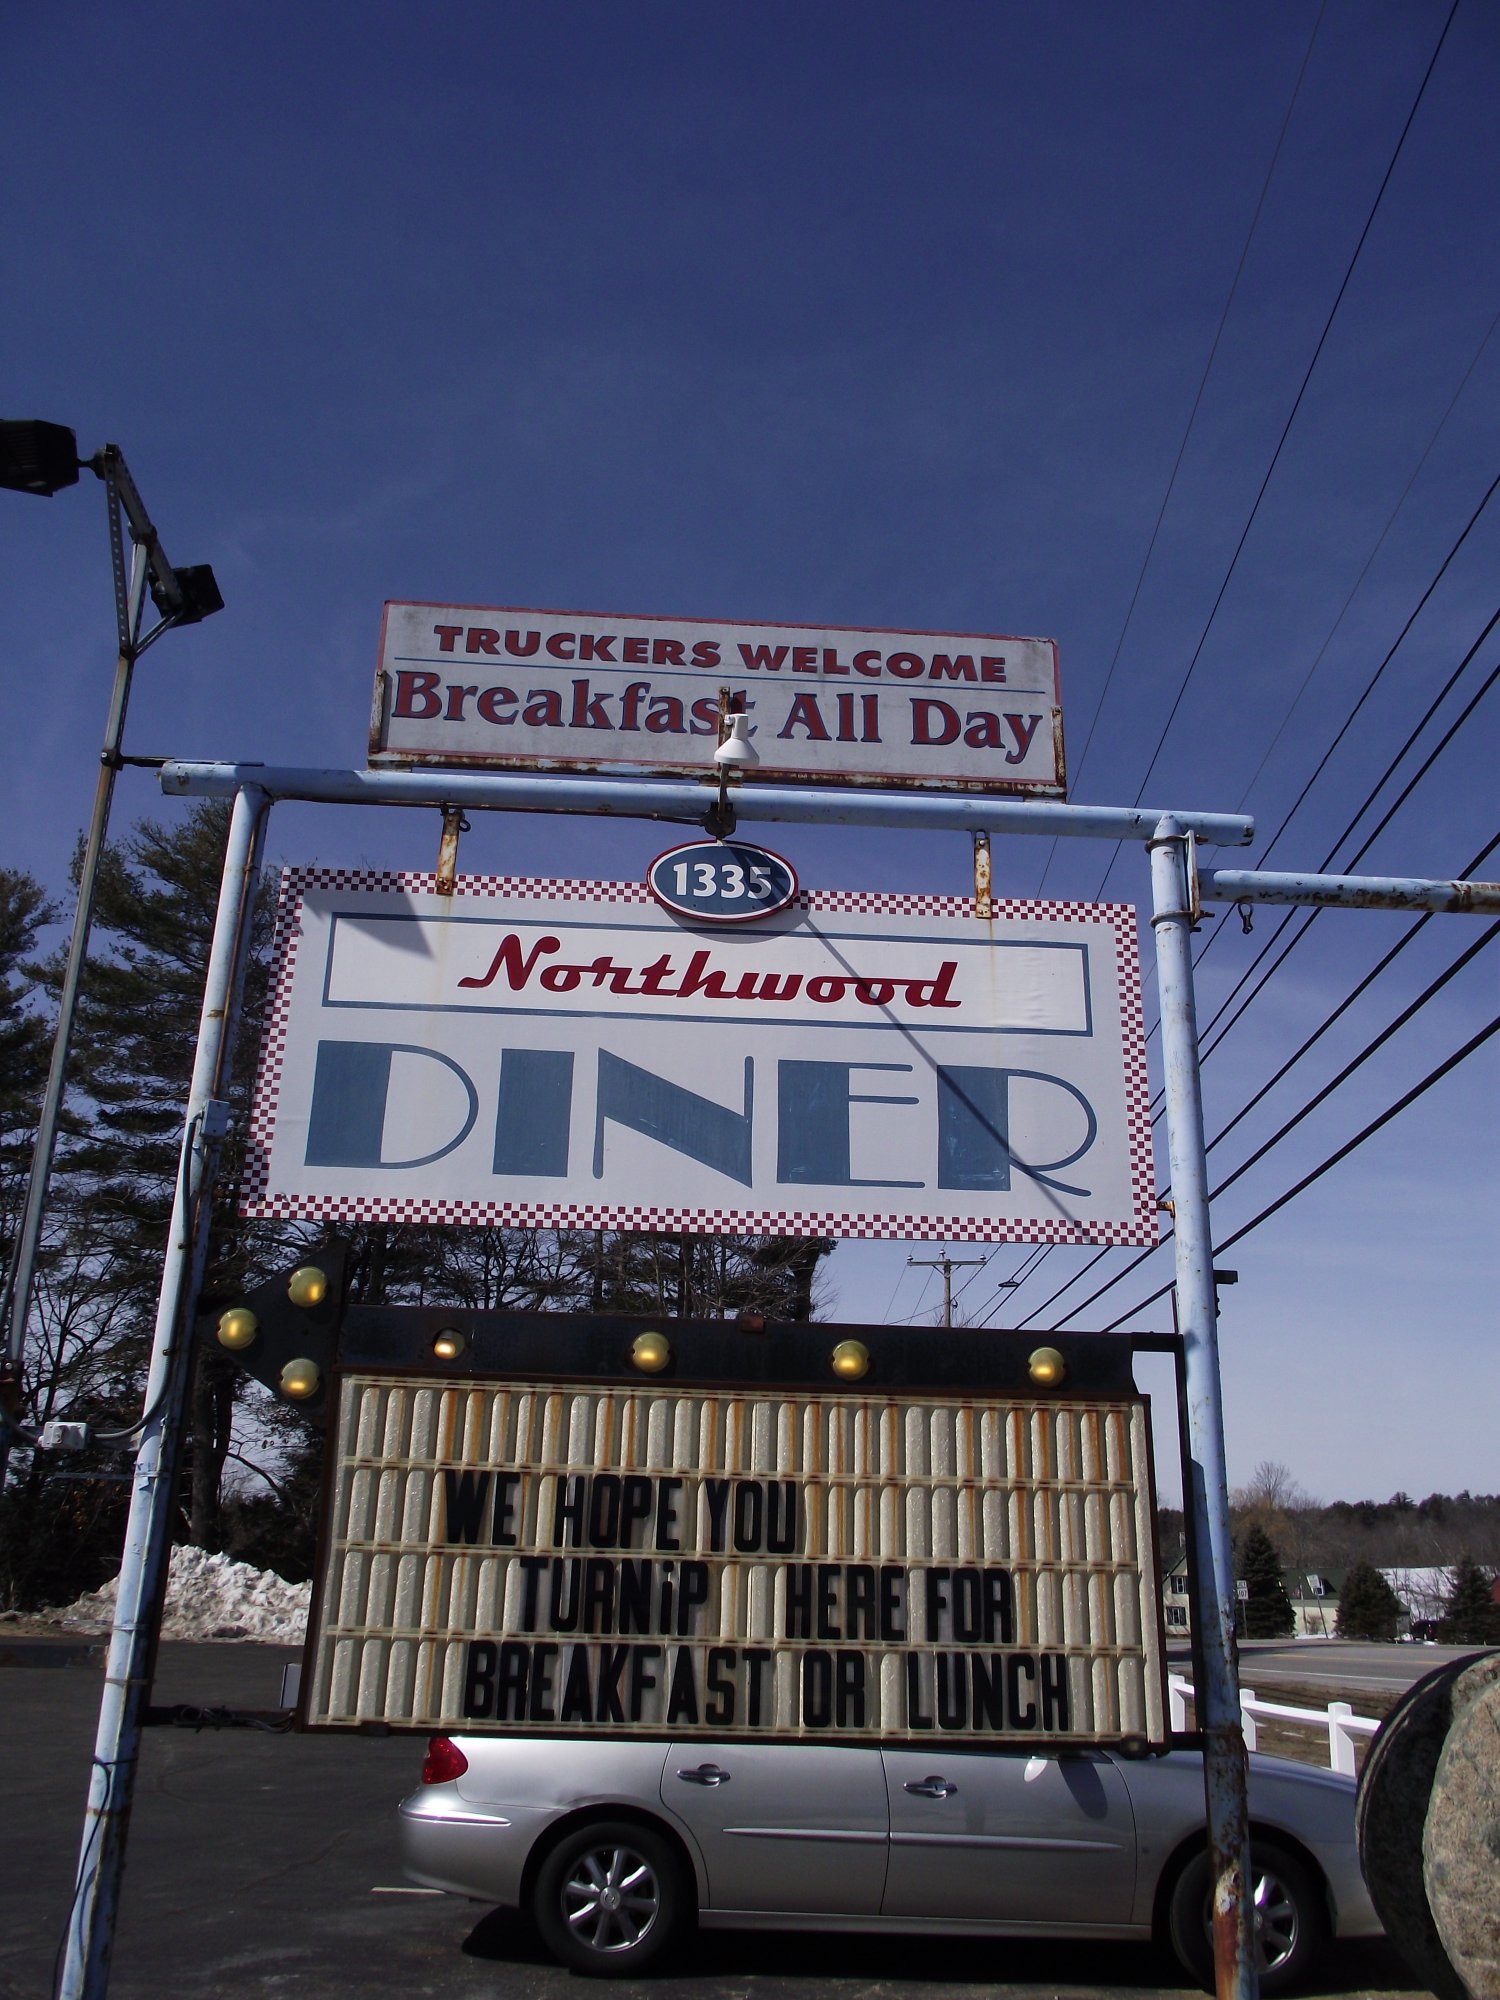 TRUCKERS WELCOME
Breakfast All Day
1335
Northwood
DINER
WE HOPE YOU
TURNiP HERE FOR
BREAKFAST OR LUNCH